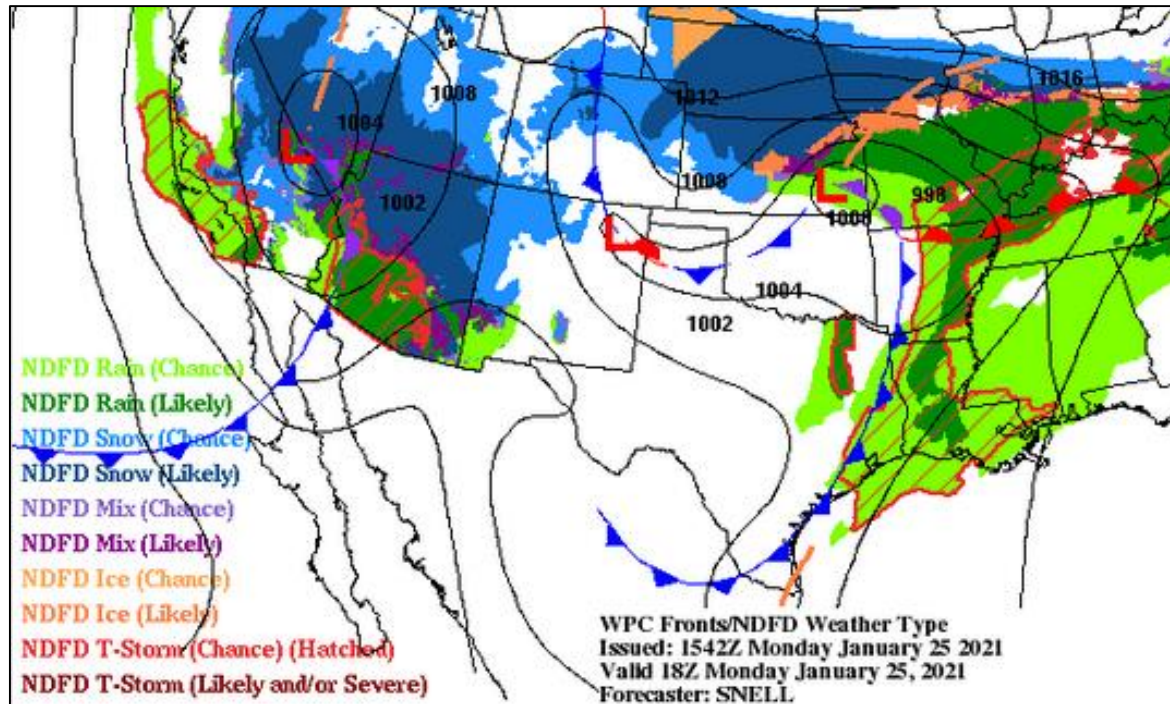 1016
1008
1012
1004
1008
1002
998
1008
1004
1002
L
L
L
NDFD Rain (Chance)
NDFD Rain (Likely)
NDFD Snow (Chance)
NDFD Snow (Likely)
NDFD Mix (Chance)
NDFD Mix (Likely)
NDFD Ice (Chance)
NDFD Ice (Likely)
NDFD T-Storm (Chance) (Hatched)
NDFD T-Storm (Likely and/or Severe)
WPC Fronts/NDFD Weather Type
Issued: 1542Z Monday January 25 2021
Valid 18Z Monday January 25, 2021
Forecaster: SNELL